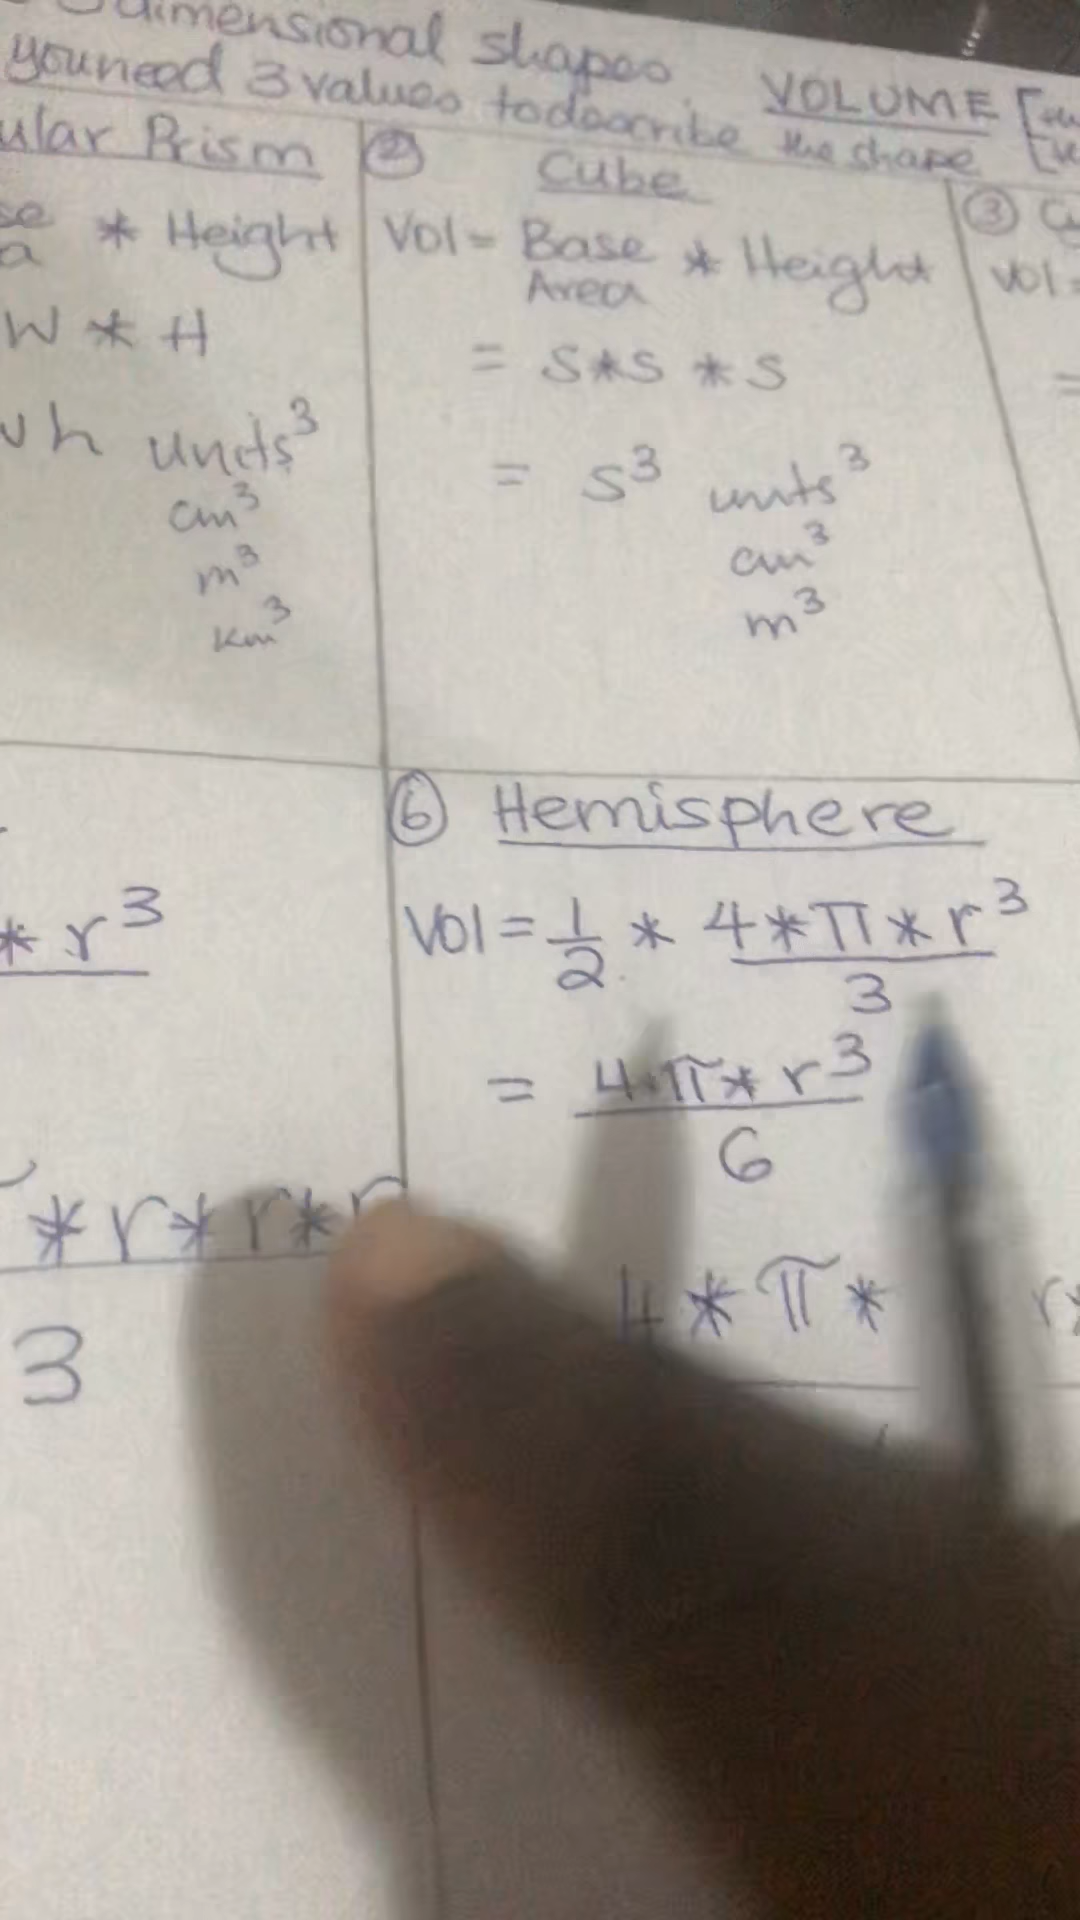 dimensional shapes
you need 3 values to describe the shape
VOLUME [
ular Prism
* Height
W * H
h units³
cm³
m³
km³
② Cube
Vol = Base Area * Height
= S*S * S
= S³ units³
cm³
m³
③
Vol =
=
* r³
* r * r * r
3
⑥ Hemisphere
Vol = 1/2 * 4 * π * r³ / 3
= 4·π * r³ / 6
4 * π * r